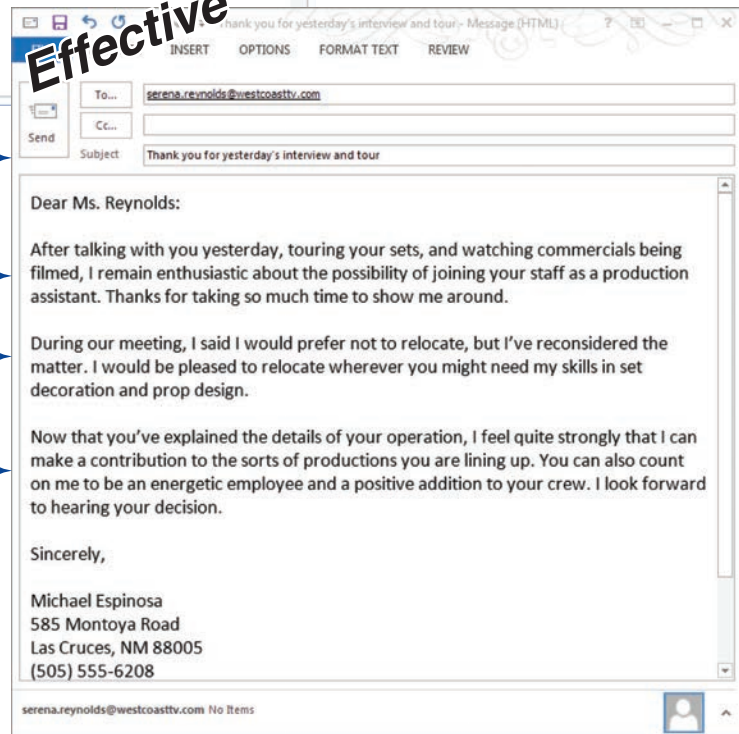 Effective
Thank you for yesterday's interview and tour - Message (HTML)
INSERT OPTIONS FORMAT TEXT REVIEW
To... serena.reynolds@westcoasttv.com
Cc...
Send
Subject Thank you for yesterday's interview and tour
Dear Ms. Reynolds:
After talking with you yesterday, touring your sets, and watching commercials being
filmed, I remain enthusiastic about the possibility of joining your staff as a production
assistant. Thanks for taking so much time to show me around.
During our meeting, I said I would prefer not to relocate, but I've reconsidered the
matter. I would be pleased to relocate wherever you might need my skills in set
decoration and prop design.
Now that you've explained the details of your operation, I feel quite strongly that I can
make a contribution to the sorts of productions you are lining up. You can also count
on me to be an energetic employee and a positive addition to your crew. I look forward
to hearing your decision.
Sincerely,
Michael Espinosa
585 Montoya Road
Las Cruces, NM 88005
(505) 555-6208
serena.reynolds@westcoasttv.com No Items